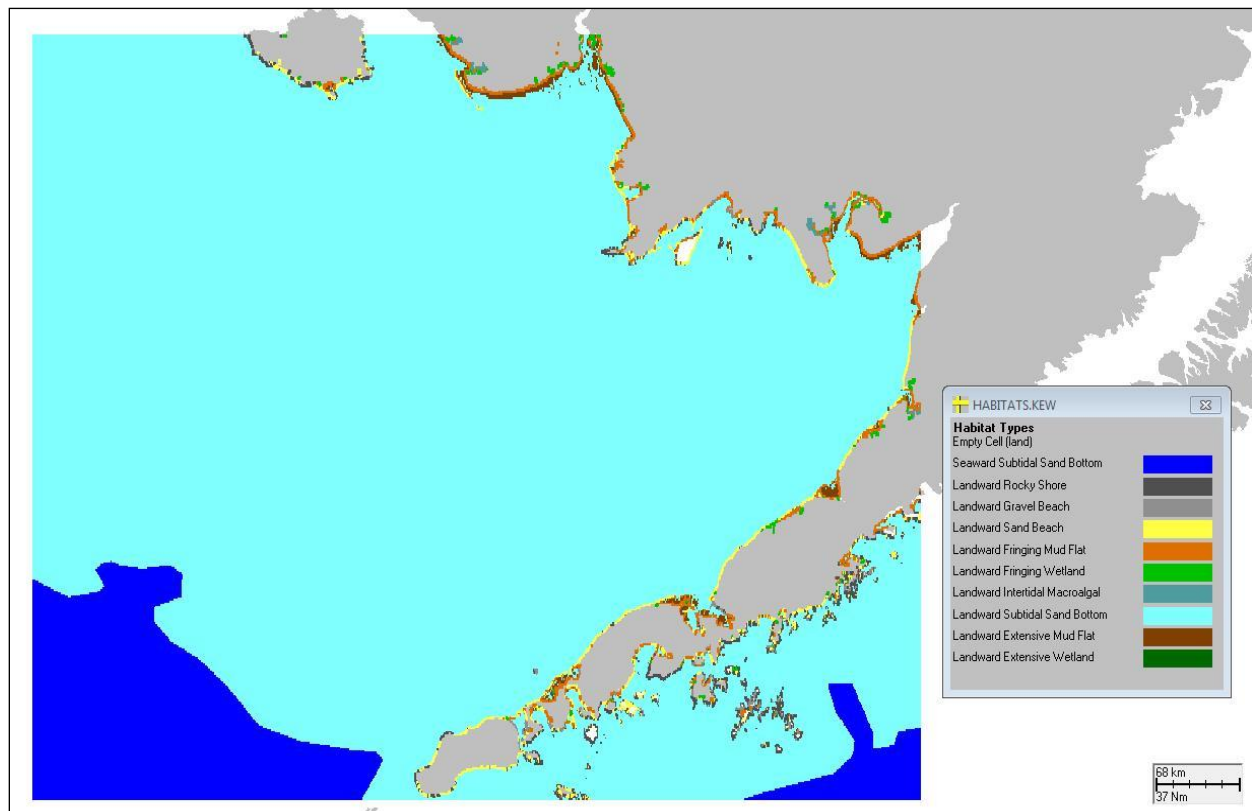 HABITATS.KEW
Habitat Types
Empty Cell (land)
Seaward Subtidal Sand Bottom
Landward Rocky Shore
Landward Gravel Beach
Landward Sand Beach
Landward Fringing Mud Flat
Landward Fringing Wetland
Landward Intertidal Macroalgal
Landward Subtidal Sand Bottom
Landward Extensive Mud Flat
Landward Extensive Wetland
68 km
37 Nm